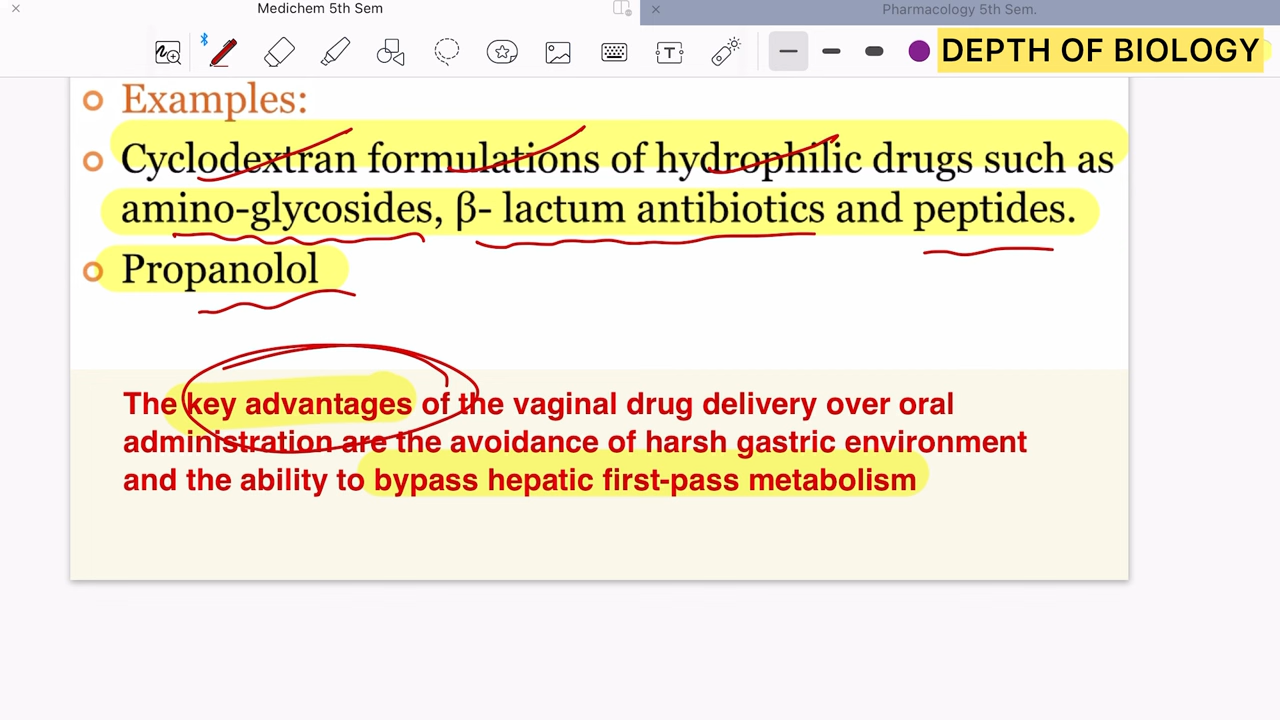 Medichem 5th Sem
Pharmacology 5th Sem.
DEPTH OF BIOLOGY
Examples:
Cyclodextran formulations of hydrophilic drugs such as
amino-glycosides, β- lactum antibiotics and peptides.
Propanolol
The key advantages of the vaginal drug delivery over oral
administration are the avoidance of harsh gastric environment
and the ability to bypass hepatic first-pass metabolism